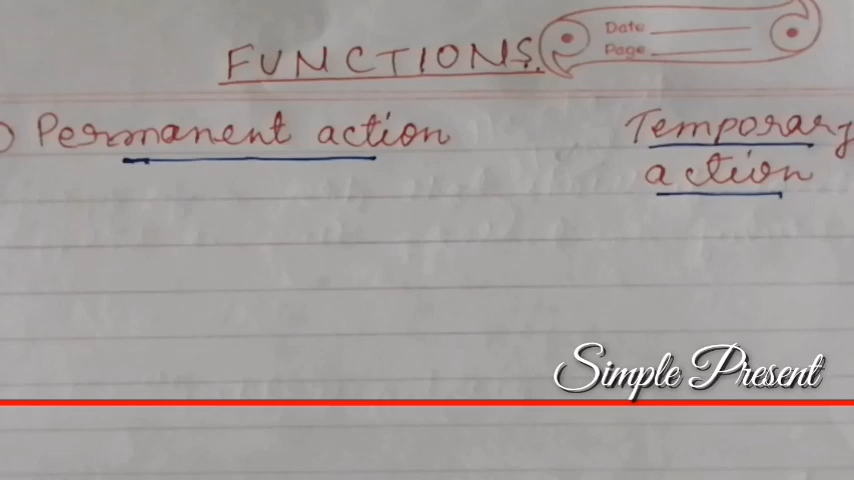 FUNCTIONS.
Date
Page
Permanent action
Temporary
action
Simple Present